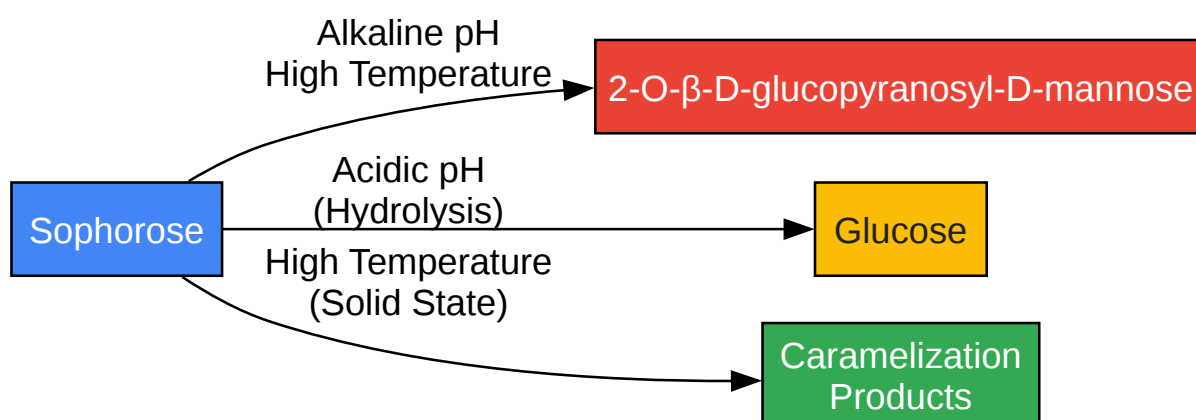 Alkaline pH
High Temperature
2-O-β-D-glucopyranosyl-D-mannose
Sophorose
Acidic pH
(Hydrolysis)
Glucose
High Temperature
(Solid State)
Caramelization
Products